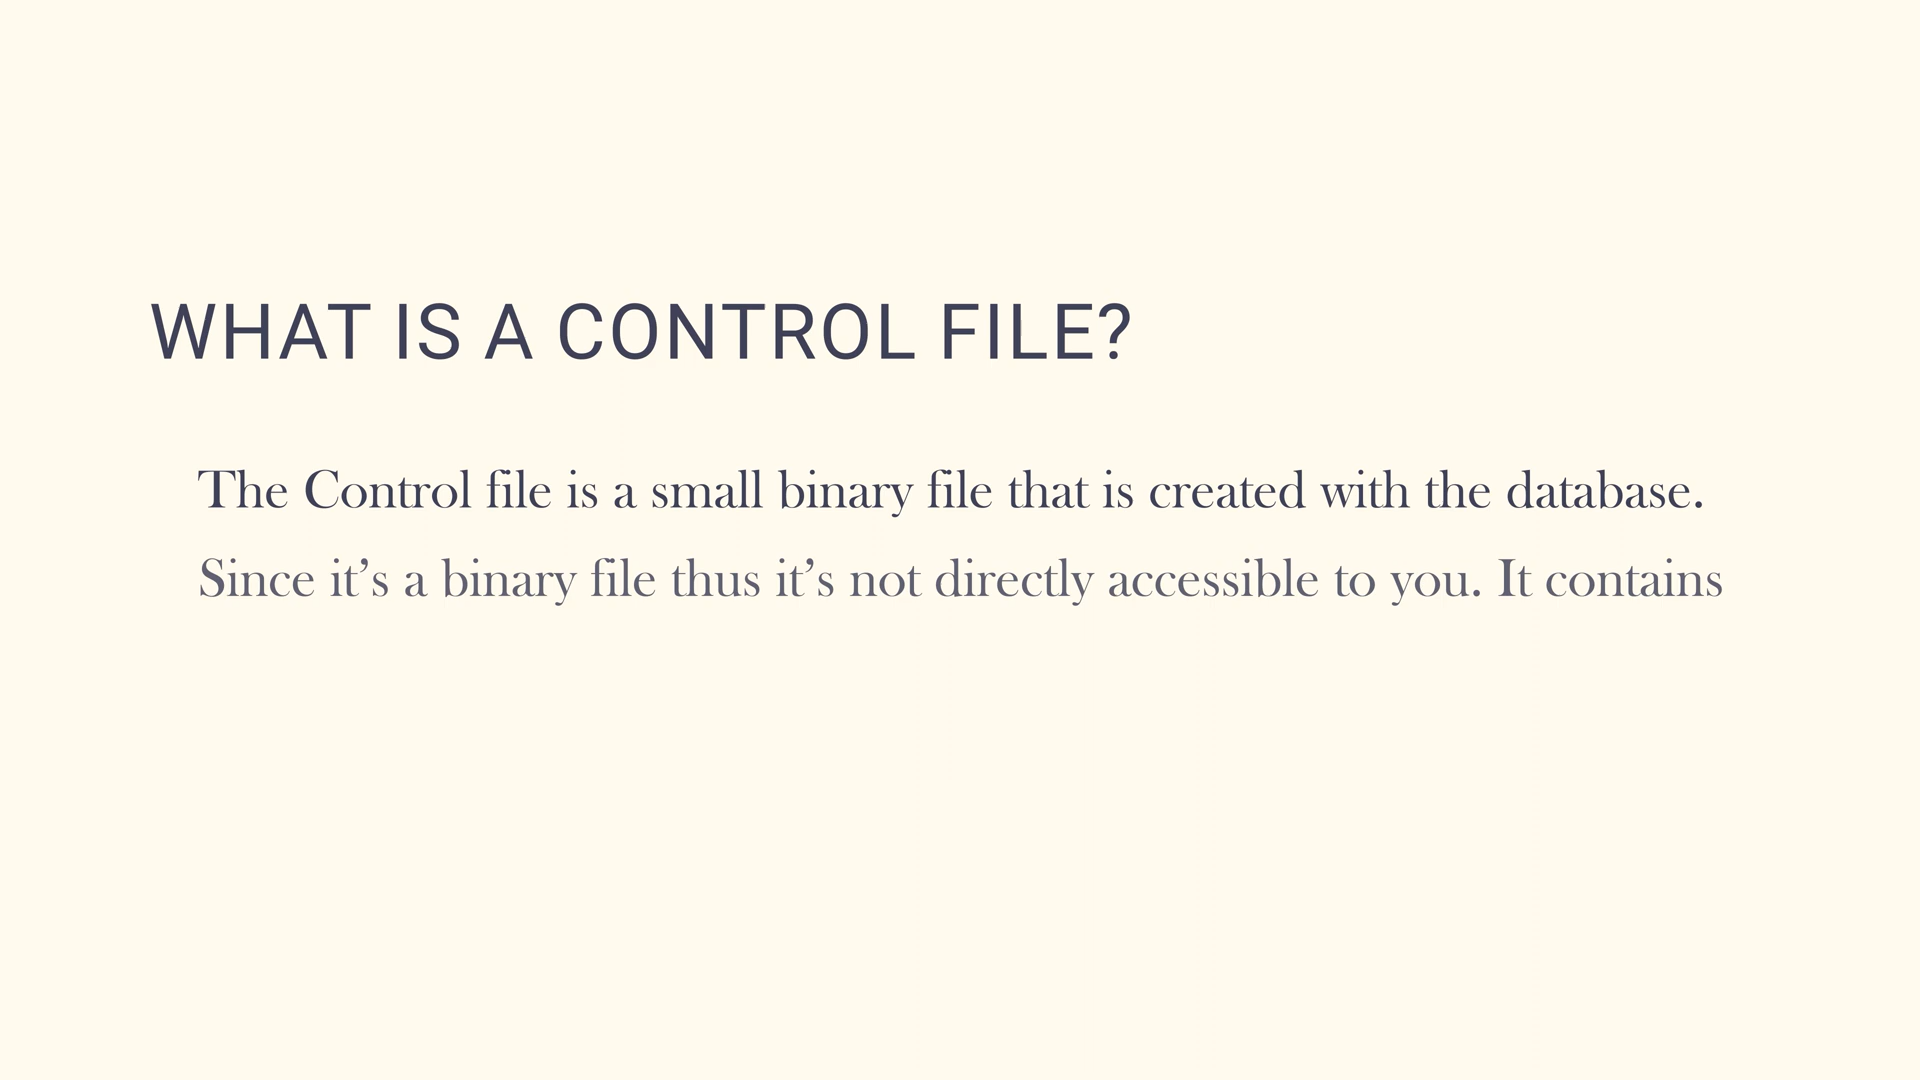 WHAT IS A CONTROL FILE?
The Control file is a small binary file that is created with the database.
Since it’s a binary file thus it’s not directly accessible to you. It contains